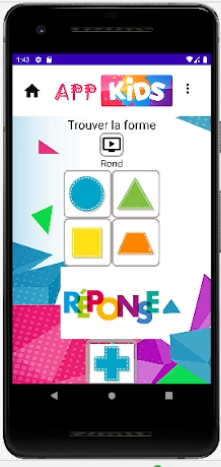 1:43
APP KiDS
Trouver la forme
Rond
RÉPONSE